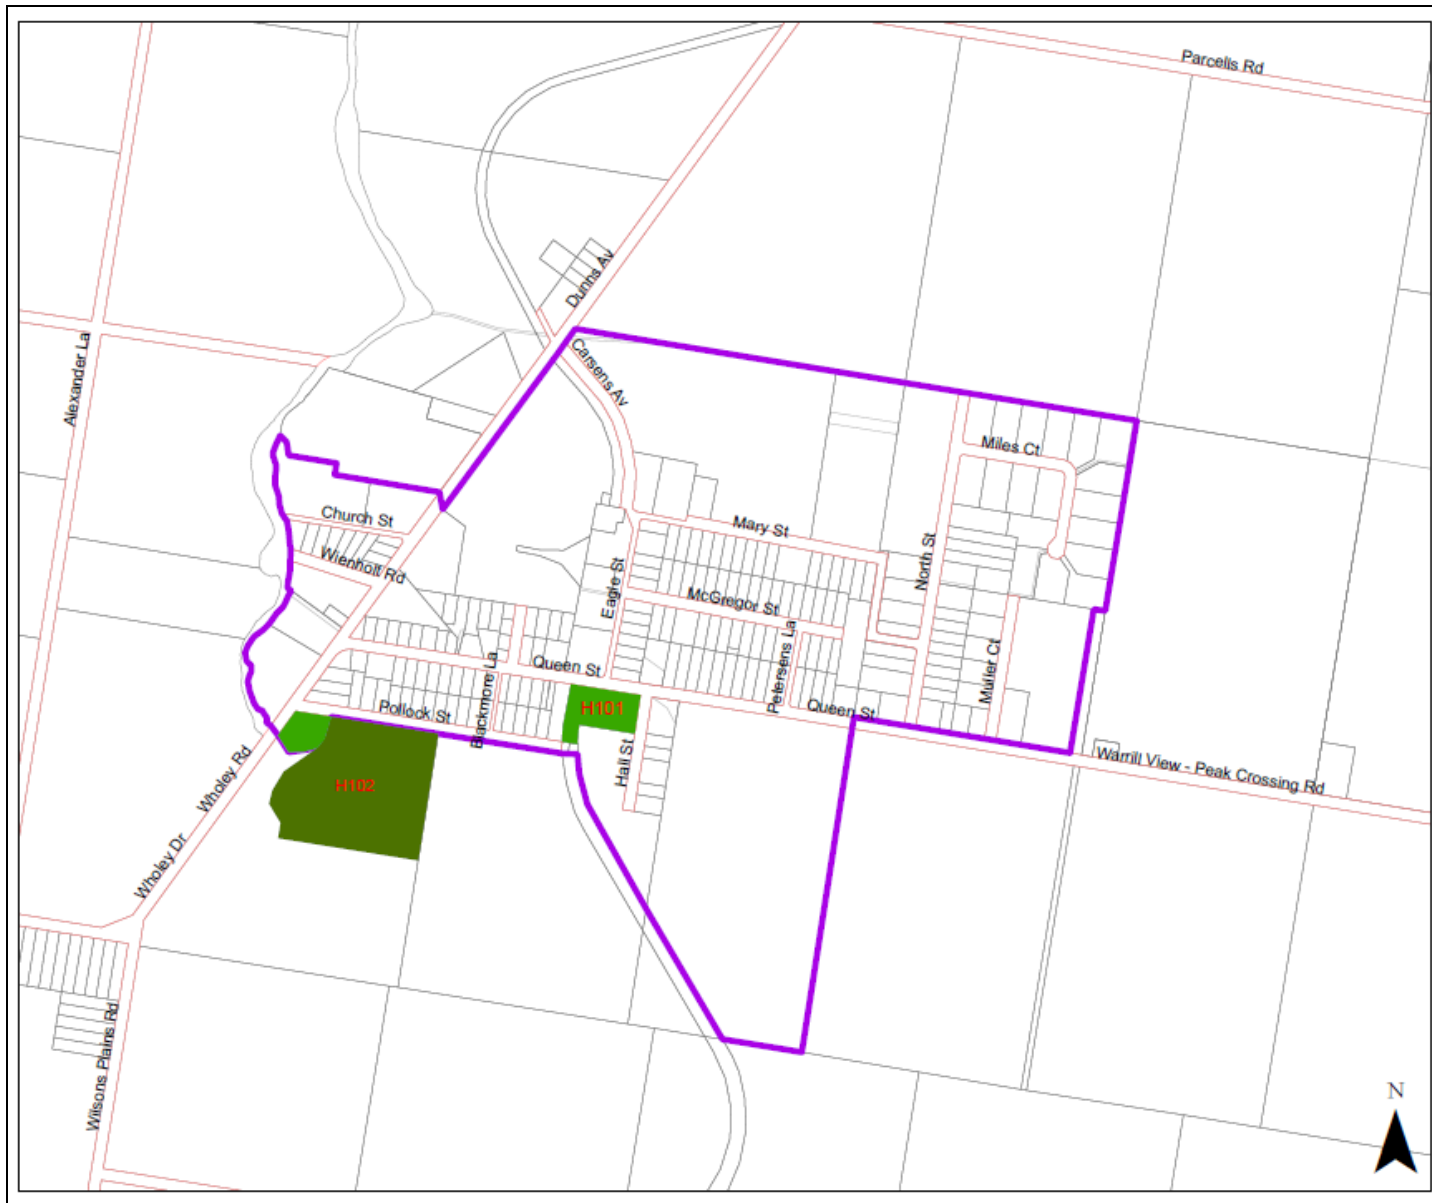 Parcells Rd
Dunns Av
Carsens Av
Alexander La
Miles Ct
Church St
Mary St
Wienholt Rd
North St
Eagle St
McGregor St
Petersens La
Muller Ct
Queen St
Blackmore La
Pollock St
H101
Queen St
Hall St
Wholey Rd
H102
Warrill View - Peak Crossing Rd
Wholey Dr
Wilsons Plains Rd
N